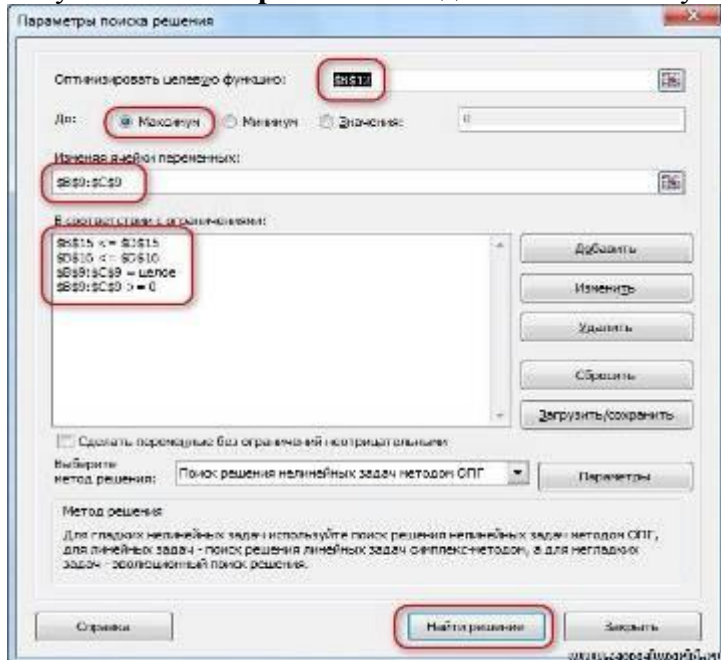 Параметры поиска решения
Оптимизировать целевую функцию:
До: Максимум Минимум Значения: 0
Изменяя ячейки переменных:
$B$9:$C$9
В соответствии с ограничениями:
$B$15 <= $D$15
<= 
$B$9:$C$9 = целое
$B$9:$C$9 >= 0
Добавить
Изменить
Удалить
Сбросить
Загрузить/сохранить
Сделать переменные без ограничений неотрицательными
Выберите метод решения: Поиск решения нелинейных задач методом ОПГ Параметры
Метод решения
Для гладких нелинейных задач используйте поиск решения нелинейных задач методом ОПГ,
для линейных задач - поиск решения линейных задач симплекс-методом, а для негладких
задач - эволюционный поиск решения.
Справка Найти решение Закрыть